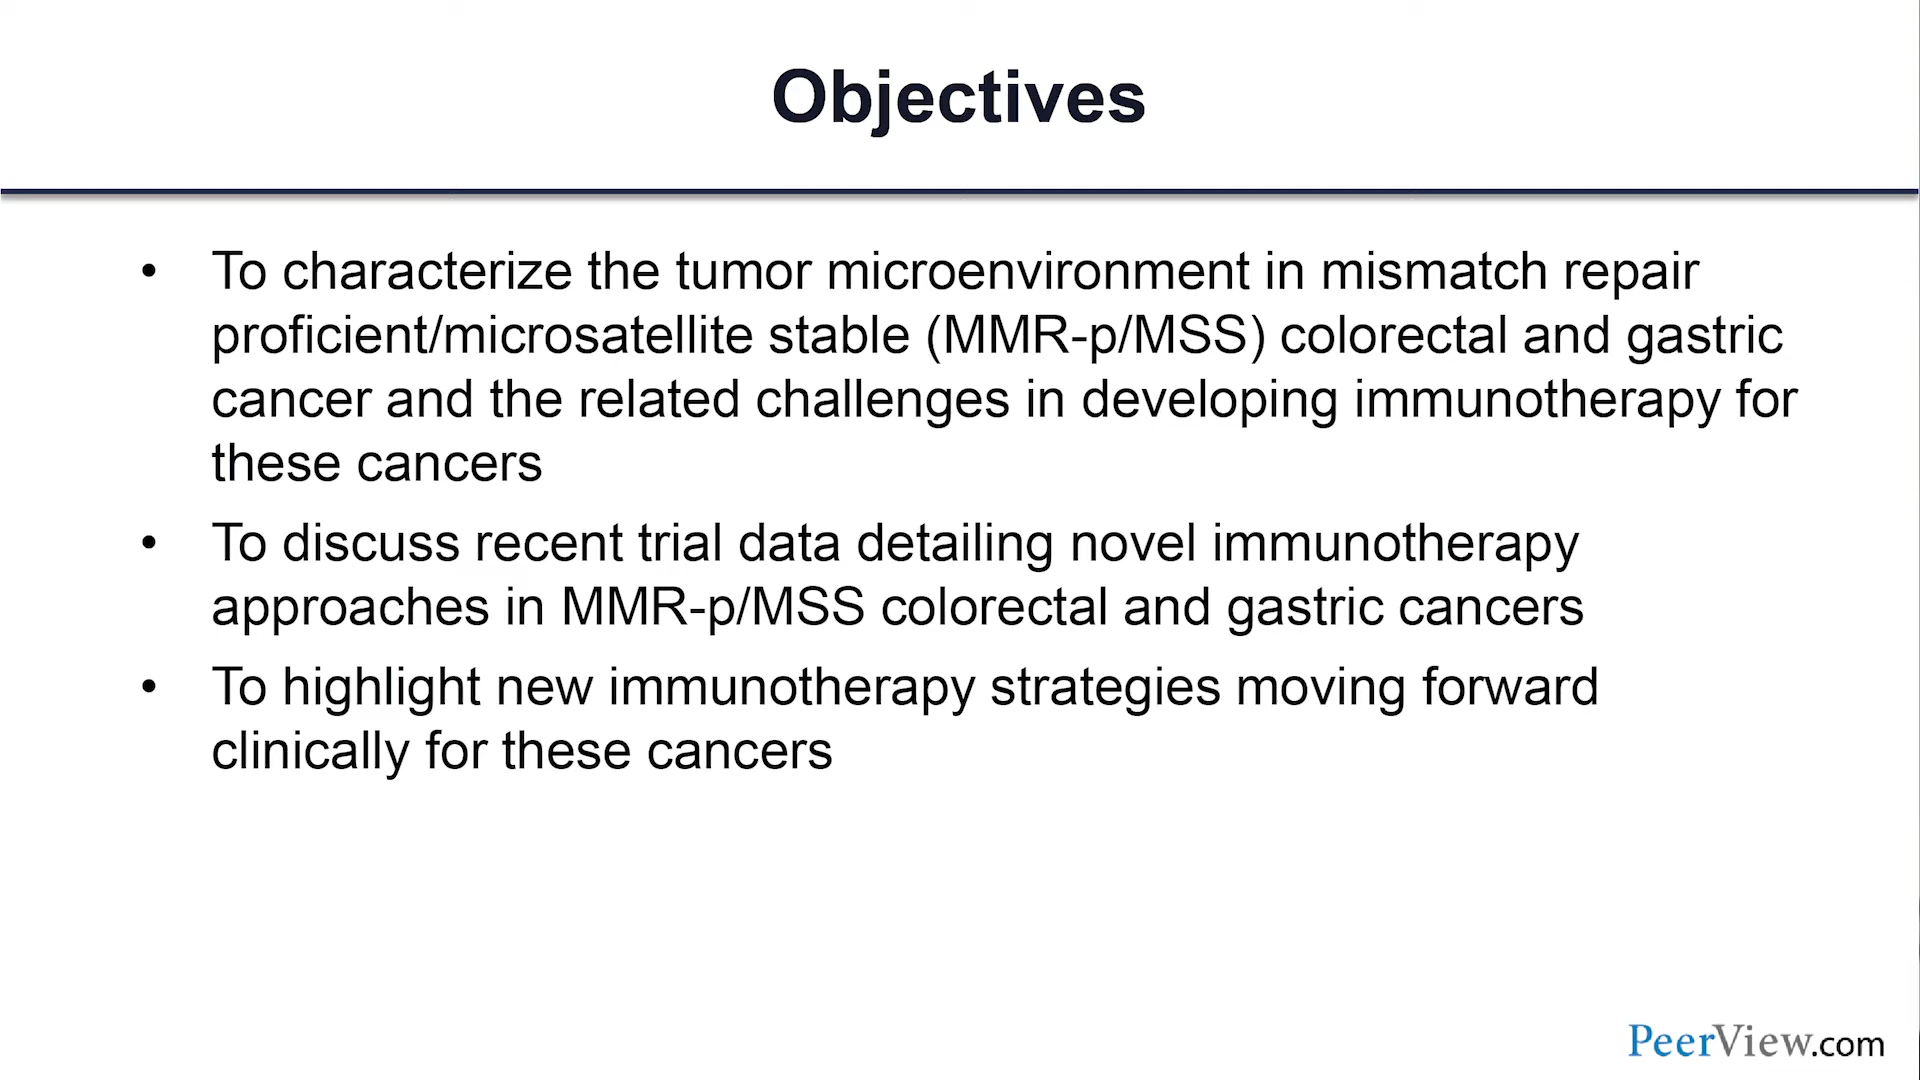 Objectives
• To characterize the tumor microenvironment in mismatch repair
proficient/microsatellite stable (MMR-p/MSS) colorectal and gastric
cancer and the related challenges in developing immunotherapy for
these cancers
• To discuss recent trial data detailing novel immunotherapy
approaches in MMR-p/MSS colorectal and gastric cancers
• To highlight new immunotherapy strategies moving forward
clinically for these cancers
PeerView.com